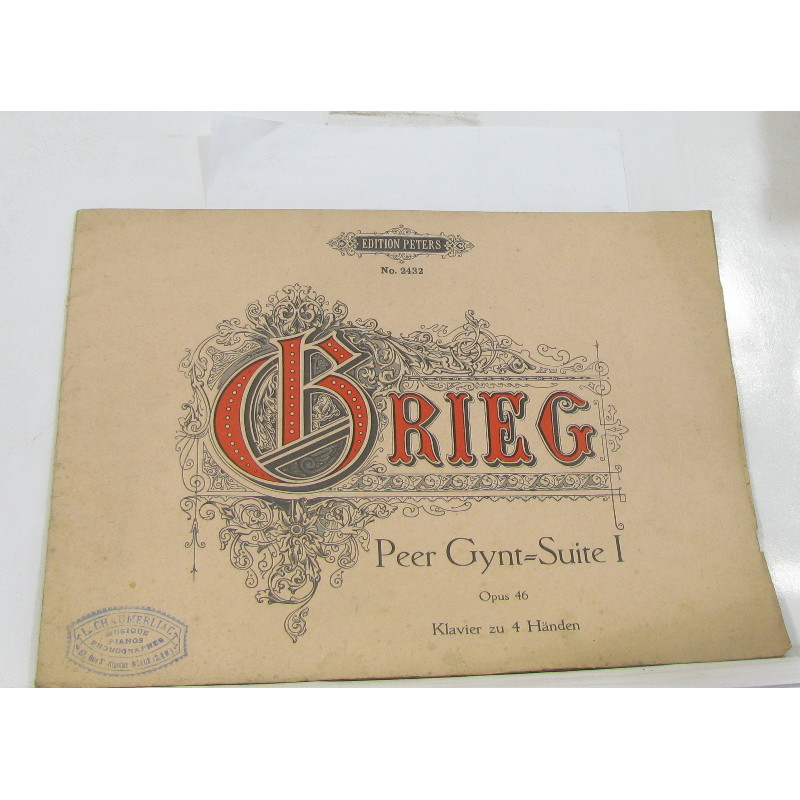 EDITION PETERS
No. 2432
GRIEG
Peer Gynt=Suite I
Opus 46
Klavier zu 4 Händen
MUSIQUE
PIANOS
PHONOGRAPHES